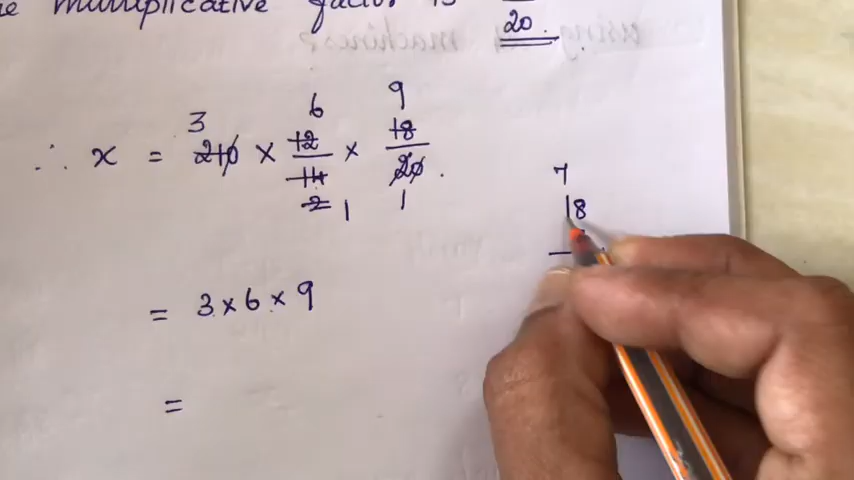 multiplicative factor is
20.
3 6 9
∴ x = 210 × 12/14 × 18/20.
2 1 1
7
18
= 3 × 6 × 9
=